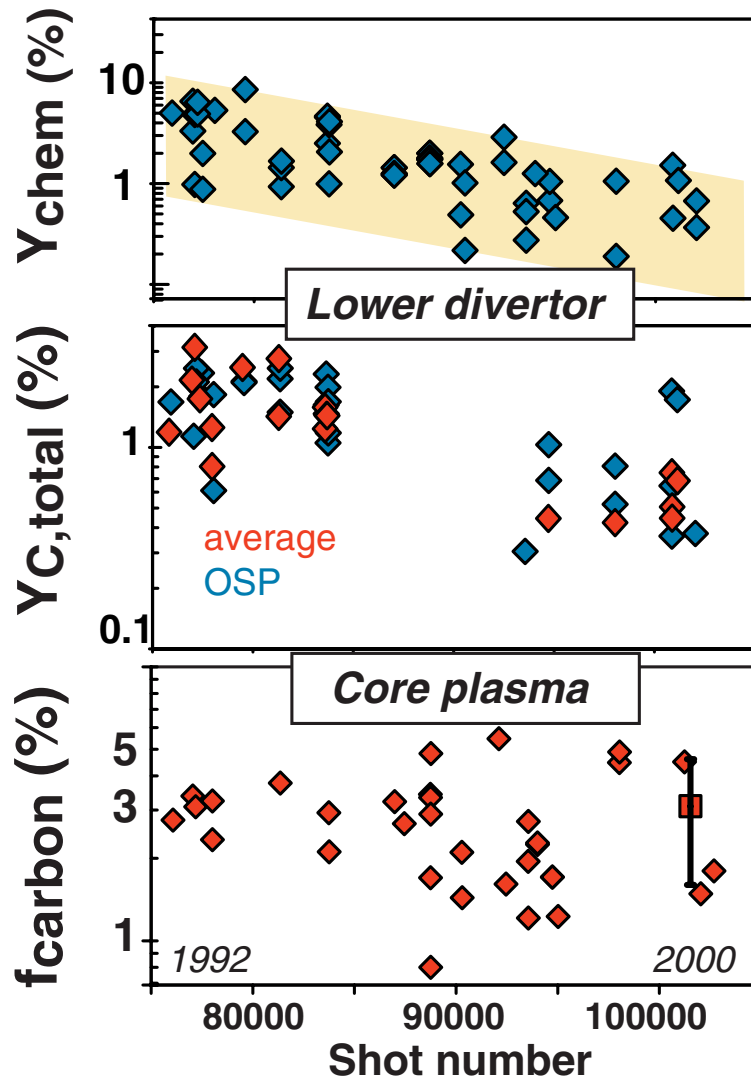 Ychem (%)
10
1
Lower divertor
YC,total (%)
1
0.1
average
OSP
Core plasma
fcarbon (%)
5
3
1
1992
2000
80000
90000
100000
Shot number